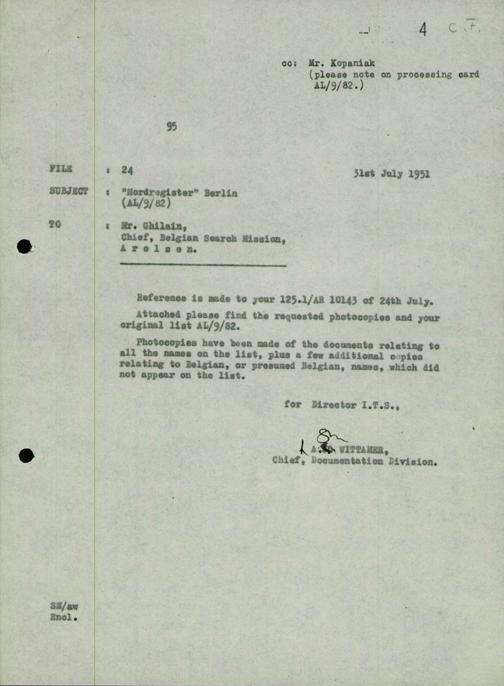 4 C.F.
cc: Mr. Kopaniak
(please note on processing card
AL/9/82.)
95
FILE : 24
31st July 1951
SUBJECT : "Mordregister" Berlin
(AL/9/82)
TO : Mr. Ghilain,
Chief, Belgian Search Mission,
A r o l s e n.
Reference is made to your 125.1/AR 10143 of 24th July.
Attached please find the requested photocopies and your
original list AL/9/82.
Photocopies have been made of the documents relating to
all the names on the list, plus a few additional copies
relating to Belgian, or presumed Belgian, names, which did
not appear on the list.
for Director I.T.S.,
WITTAMER,
Chief, Documentation Division.
SH/aw
Encl.